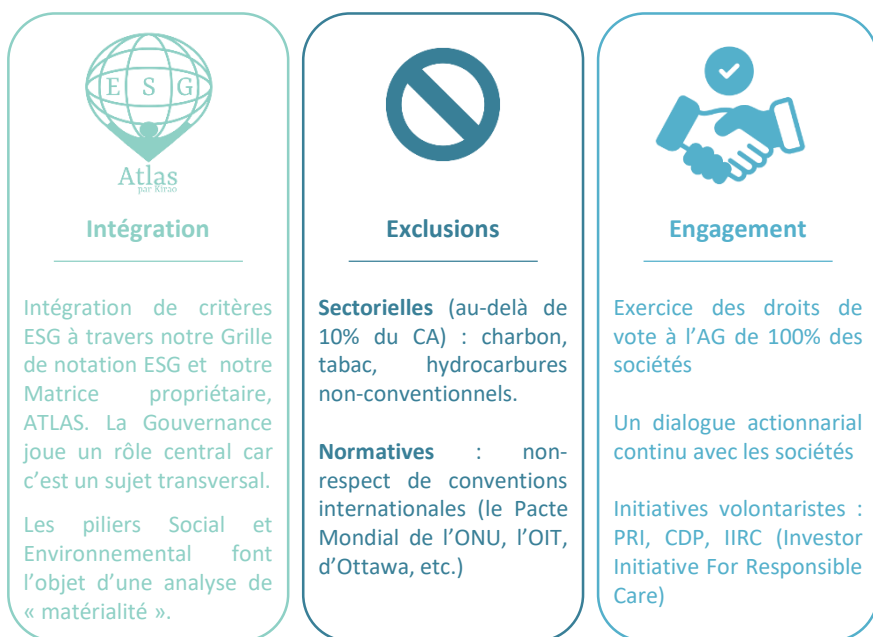 E S G
Atlas
par Kirao
Intégration
Intégration de critères
ESG à travers notre Grille
de notation ESG et notre
Matrice propriétaire,
ATLAS. La Gouvernance
joue un rôle central car
c’est un sujet transversal.
Les piliers Social et
Environnemental font
l’objet d’une analyse de
« matérialité ».
Exclusions
Sectorielles (au-delà de
10% du CA) : charbon,
tabac, hydrocarbures
non-conventionnels.
Normatives : non-
respect de conventions
internationales (le Pacte
Mondial de l’ONU, l’OIT,
d’Ottawa, etc.)
Engagement
Exercice des droits de
vote à l’AG de 100% des
sociétés
Un dialogue actionnarial
continu avec les sociétés
Initiatives volontaristes :
PRI, CDP, IIRC (Investor
Initiative For Responsible
Care)